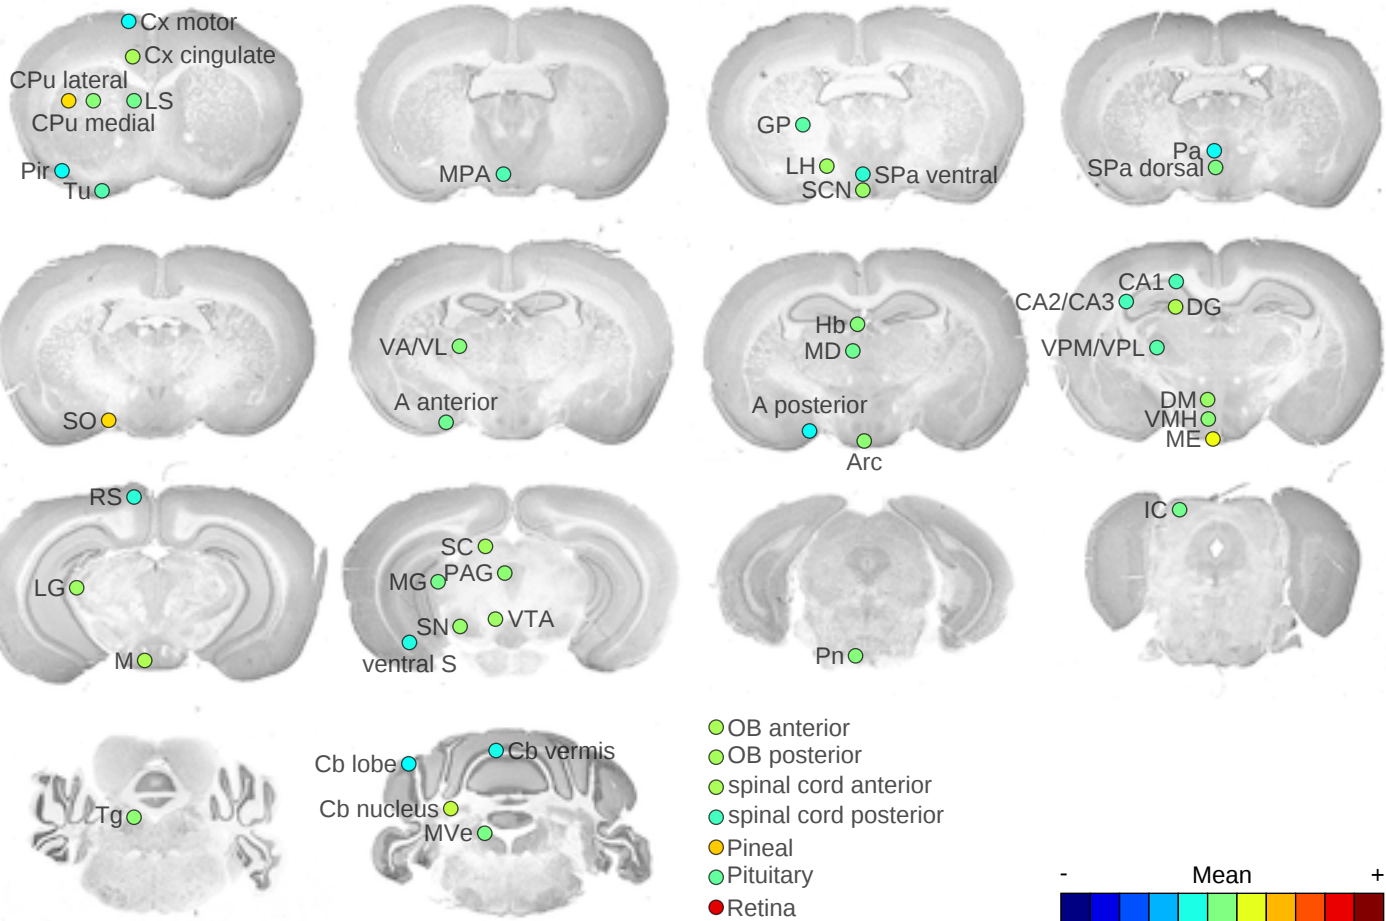 Cx motor
Cx cingulate
CPu lateral
LS
CPu medial
Pir
Tu
MPA
GP
LH
SPa ventral
SCN
Pa
SPa dorsal
SO
VA/VL
A anterior
Hb
MD
A posterior
Arc
CA1
CA2/CA3
DG
VPM/VPL
DM
VMH
ME
RS
LG
M
SC
MG
PAG
SN
VTA
ventral S
Pn
IC
Tg
Cb lobe
Cb vermis
Cb nucleus
MVe
OB anterior
OB posterior
spinal cord anterior
spinal cord posterior
Pineal
Pituitary
Retina
- Mean +